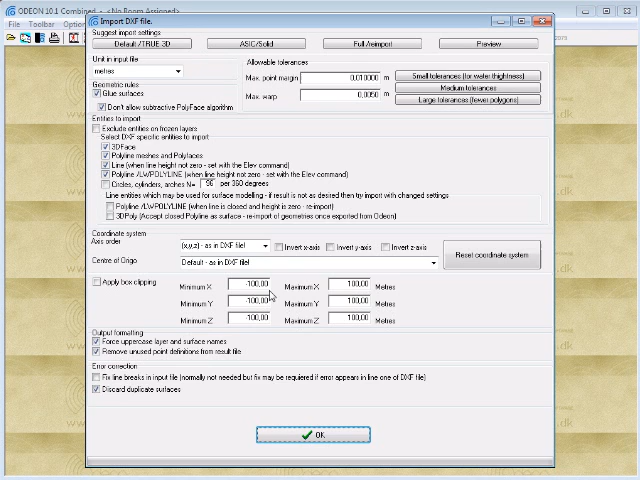 ODEON 10.1 Combined - <No Room Assigned>
File Toolbar Option
Import DXF file.
Suggest import settings
Default /TRUE 3D
ASIC/Solid
Full /reimport
Preview
Unit in input file
metres
Geometric rules
Glue surfaces
Don't allow subtractive PolyFace algorithm
Allowable tolerances
Max. point margin 0,010000 m
Max. warp 0,0050 m
Small tolerances (for water thightness)
Medium tolerances
Large tolerances (fewer polygons)
Entities to import
Exclude entities on frozen layers
Select DXF specific entities to import
3DFace
Polyline meshes and Polyfaces
Line (when line height not zero - set with the Elev command)
Polyline /LWPOLYLINE (when line height not zero - set with the Elev command)
Circles, cylinders, arches N= 96 per 360 degrees
Line entities which may be used for surface modelling - if result is not as desired then try import with changed settings
Polyline /LWPOLYLINE (when line is closed and height is zero - re-import)
3DPoly (Accept closed Polyline as surface - re-import of geometries once exported from Odeon)
Coordinate system
Axis order (x,y,z) - as in DXF file! Invert x-axis Invert y-axis Invert z-axis
Reset coordinate system
Centre of Origo Default - as in DXF file!
Apply box clipping
Minimum X -100,00 Maximum X 100,00 Metres
Minimum Y -100,00 Maximum Y 100,00 Metres
Minimum Z -100,00 Maximum Z 100,00 Metres
Output formatting
Force uppercase layer and surface names
Remove unused point definitions from result file
Error correction
Fix line breaks in input file (normally not needed but fix may be requiered if error appears in line one of DXF file)
Discard duplicate surfaces
OK